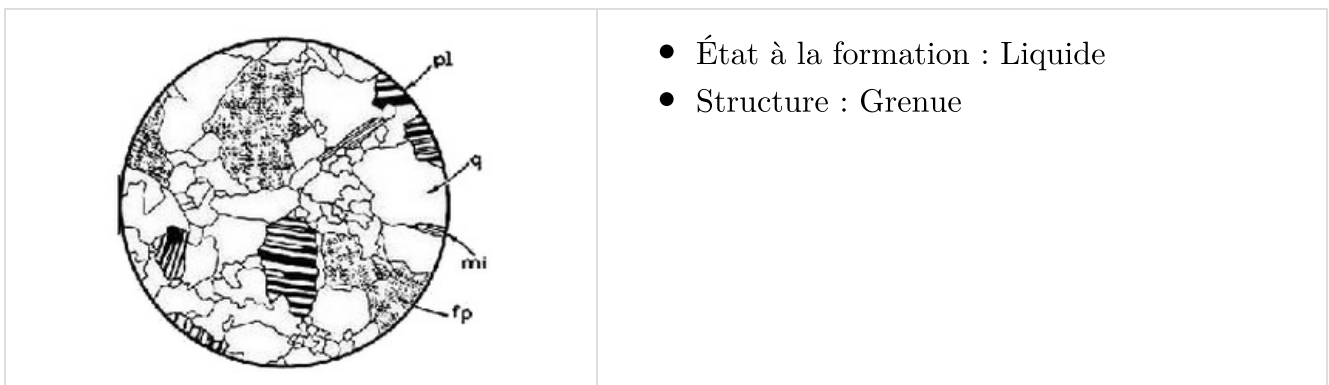 pl
q
mi
fp
• État à la formation : Liquide
• Structure : Grenue